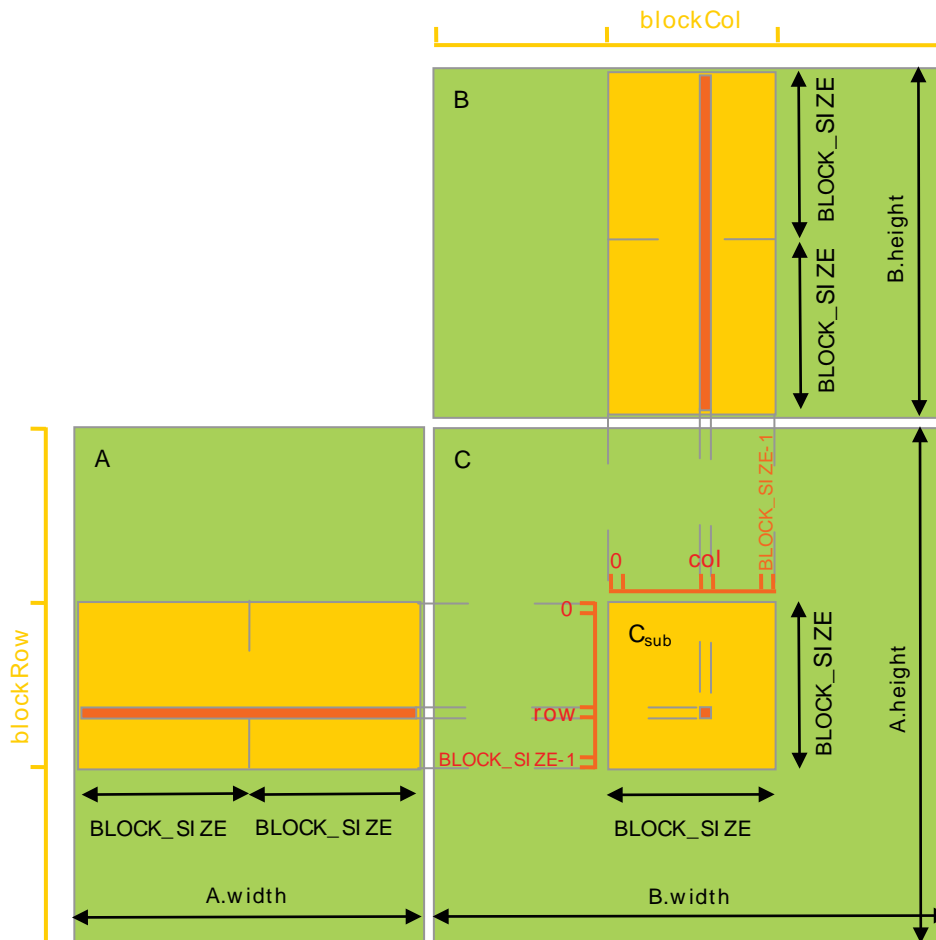 blockCol
B
BLOCK_SIZE
BLOCK_SIZE
B.height
A
C
BLOCK_SIZE-1
0
col
blockRow
0
C_sub
row
BLOCK_SIZE-1
BLOCK_SIZE
A.height
BLOCK_SIZE
BLOCK_SIZE
BLOCK_SIZE
A.width
B.width